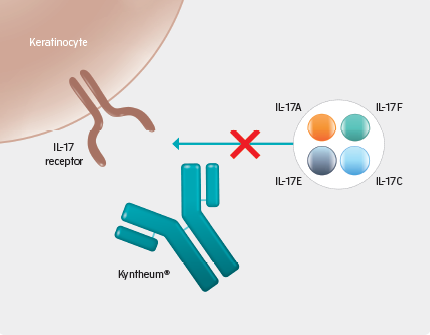 Keratinocyte
IL-17A
IL-17F
IL-17
receptor
IL-17E
IL-17C
Kyntheum®